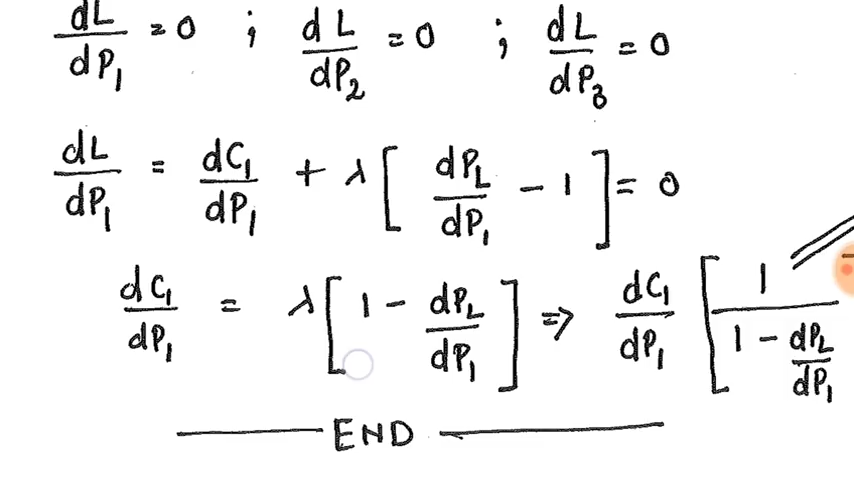 dL/dP₁ = 0 ; dL/dP₂ = 0 ; dL/dP₃ = 0
dL/dP₁ = dC₁/dP₁ + λ[ dP_L/dP₁ − 1 ] = 0
dC₁/dP₁ = λ[ 1 − dP_L/dP₁ ] ⇒ dC₁/dP₁ [ 1/(1 − dP_L/dP₁)
END